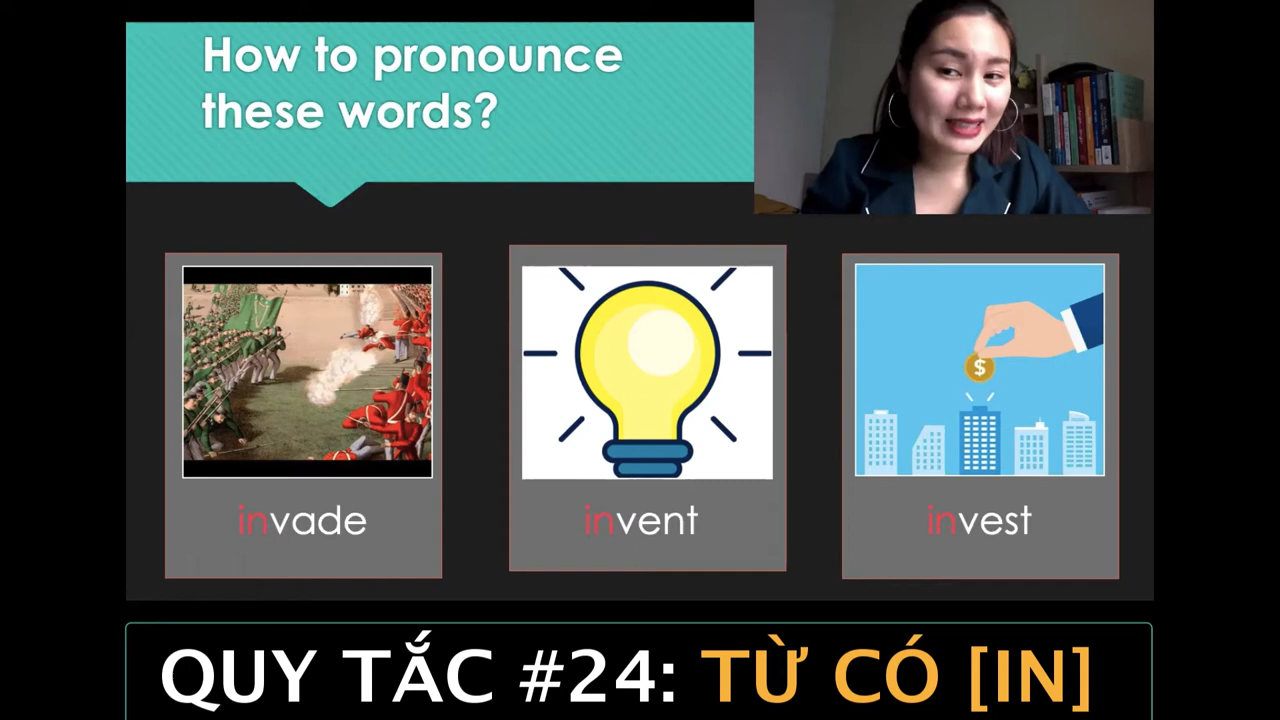 How to pronounce
these words?
$
invade
invent
invest
QUY TẮC #24: TỪ CÓ [IN]